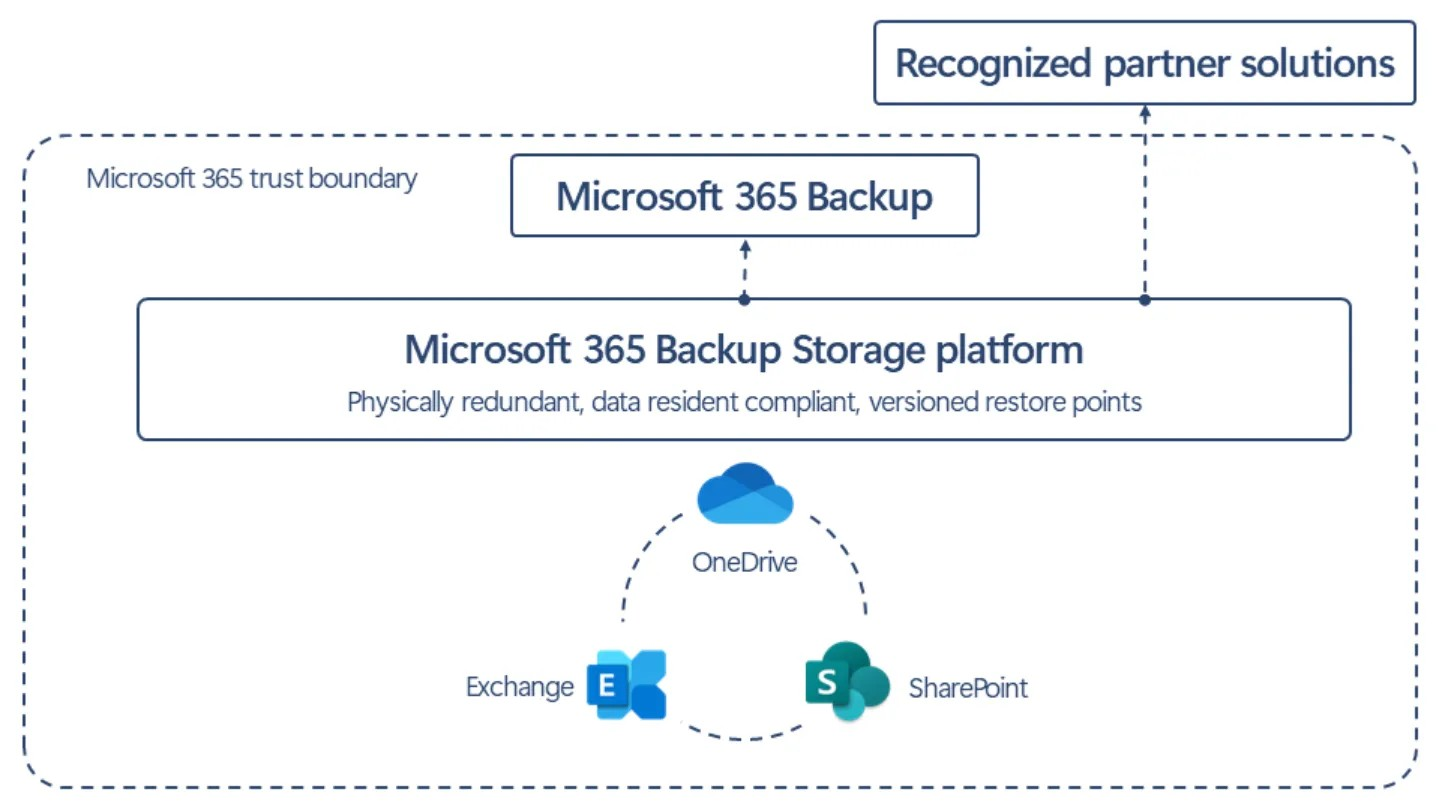 Recognized partner solutions
Microsoft 365 trust boundary
Microsoft 365 Backup
Microsoft 365 Backup Storage platform
Physically redundant, data resident compliant, versioned restore points
OneDrive
Exchange
E
S
SharePoint